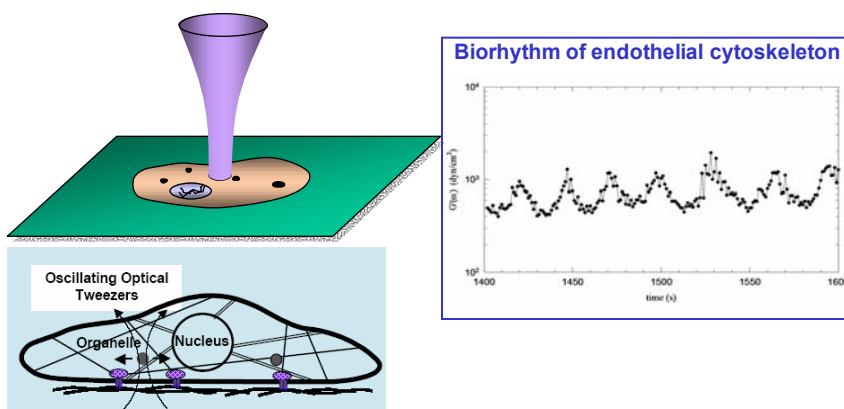 Biorhythm of endothelial cytoskeleton
10⁴
10³
10²
G'(ω) (dyn/cm²)
1400 1450 1500 1550 160
time (s)
Oscillating Optical
Tweezers
Organelle
Nucleus